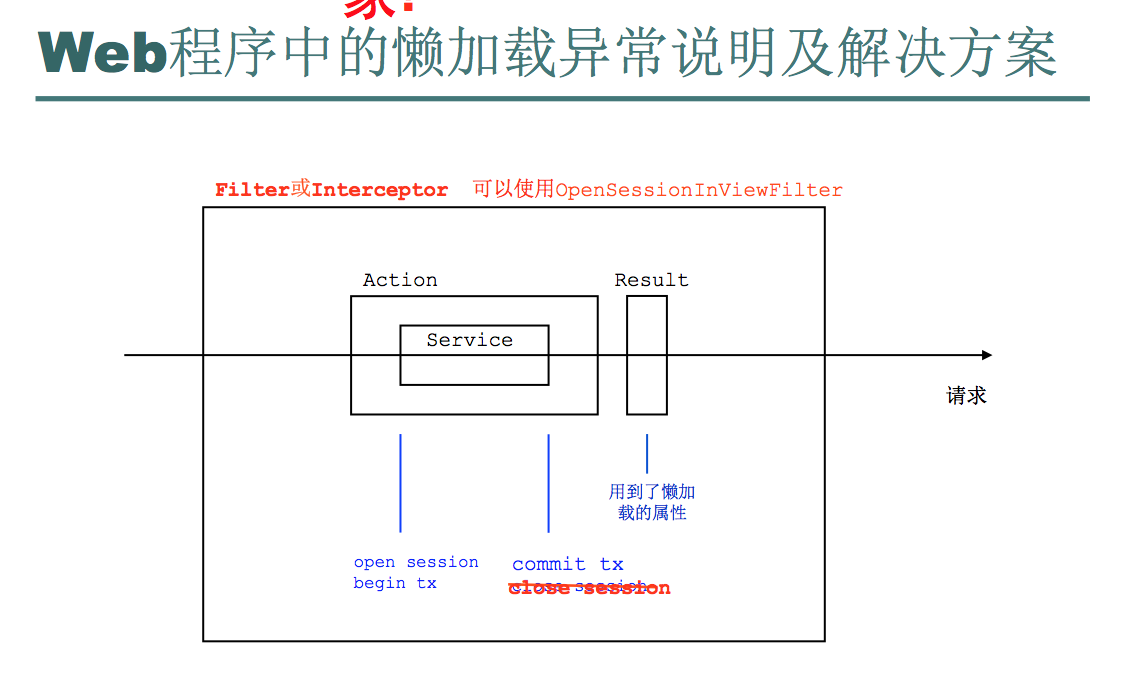 家!
Web程序中的懒加载异常说明及解决方案
Filter或Interceptor 可以使用OpenSessionInViewFilter
Action
Result
Service
请求
用到了懒加
载的属性
open session
begin tx
commit tx
close session
close session